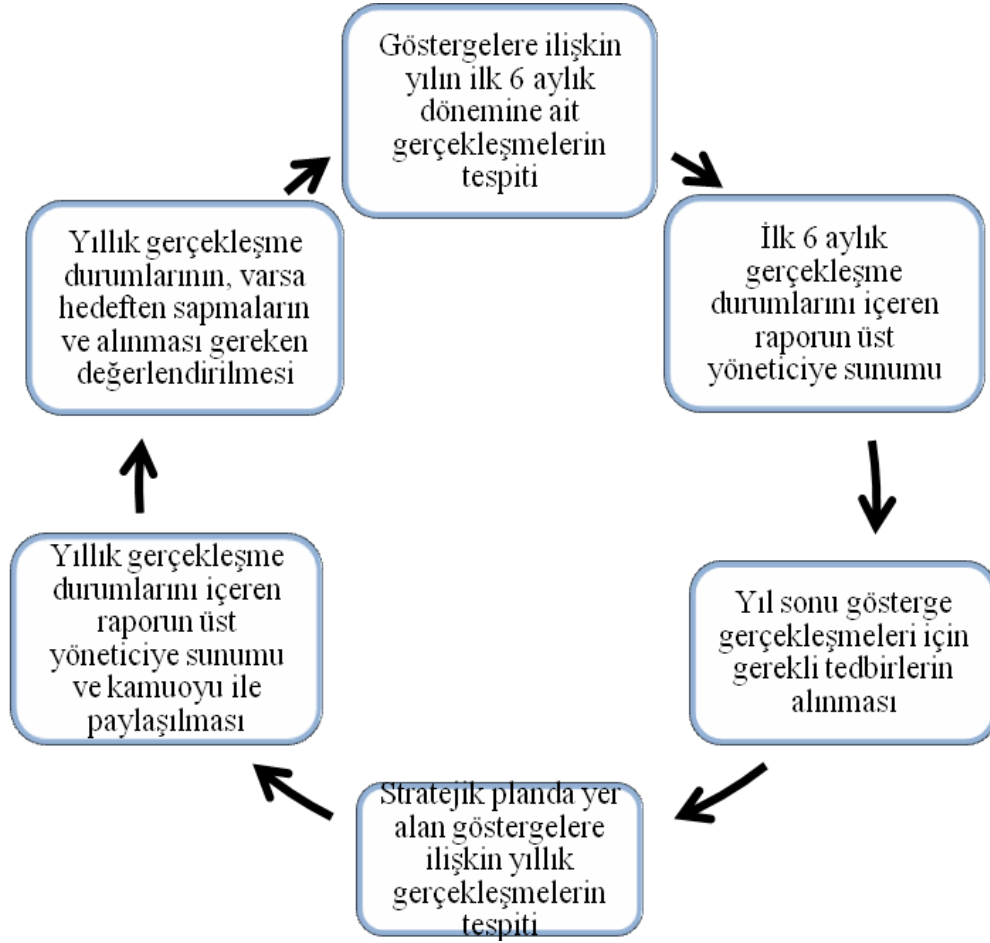 Göstergelere ilişkin
yılın ilk 6 aylık
dönemine ait
gerçekleşmelerin
tespiti
İlk 6 aylık
gerçekleşme
durumlarını içeren
raporun üst
yöneticiye sunumu
Yıl sonu gösterge
gerçekleşmeleri için
gerekli tedbirlerin
alınması
Stratejik planda yer
alan göstergelere
ilişkin yıllık
gerçekleşmelerin
tespiti
Yıllık gerçekleşme
durumlarını içeren
raporun üst
yöneticiye sunumu
ve kamuoyu ile
paylaşılması
Yıllık gerçekleşme
durumlarının, varsa
hedeften sapmaların
ve alınması gereken
değerlendirilmesi